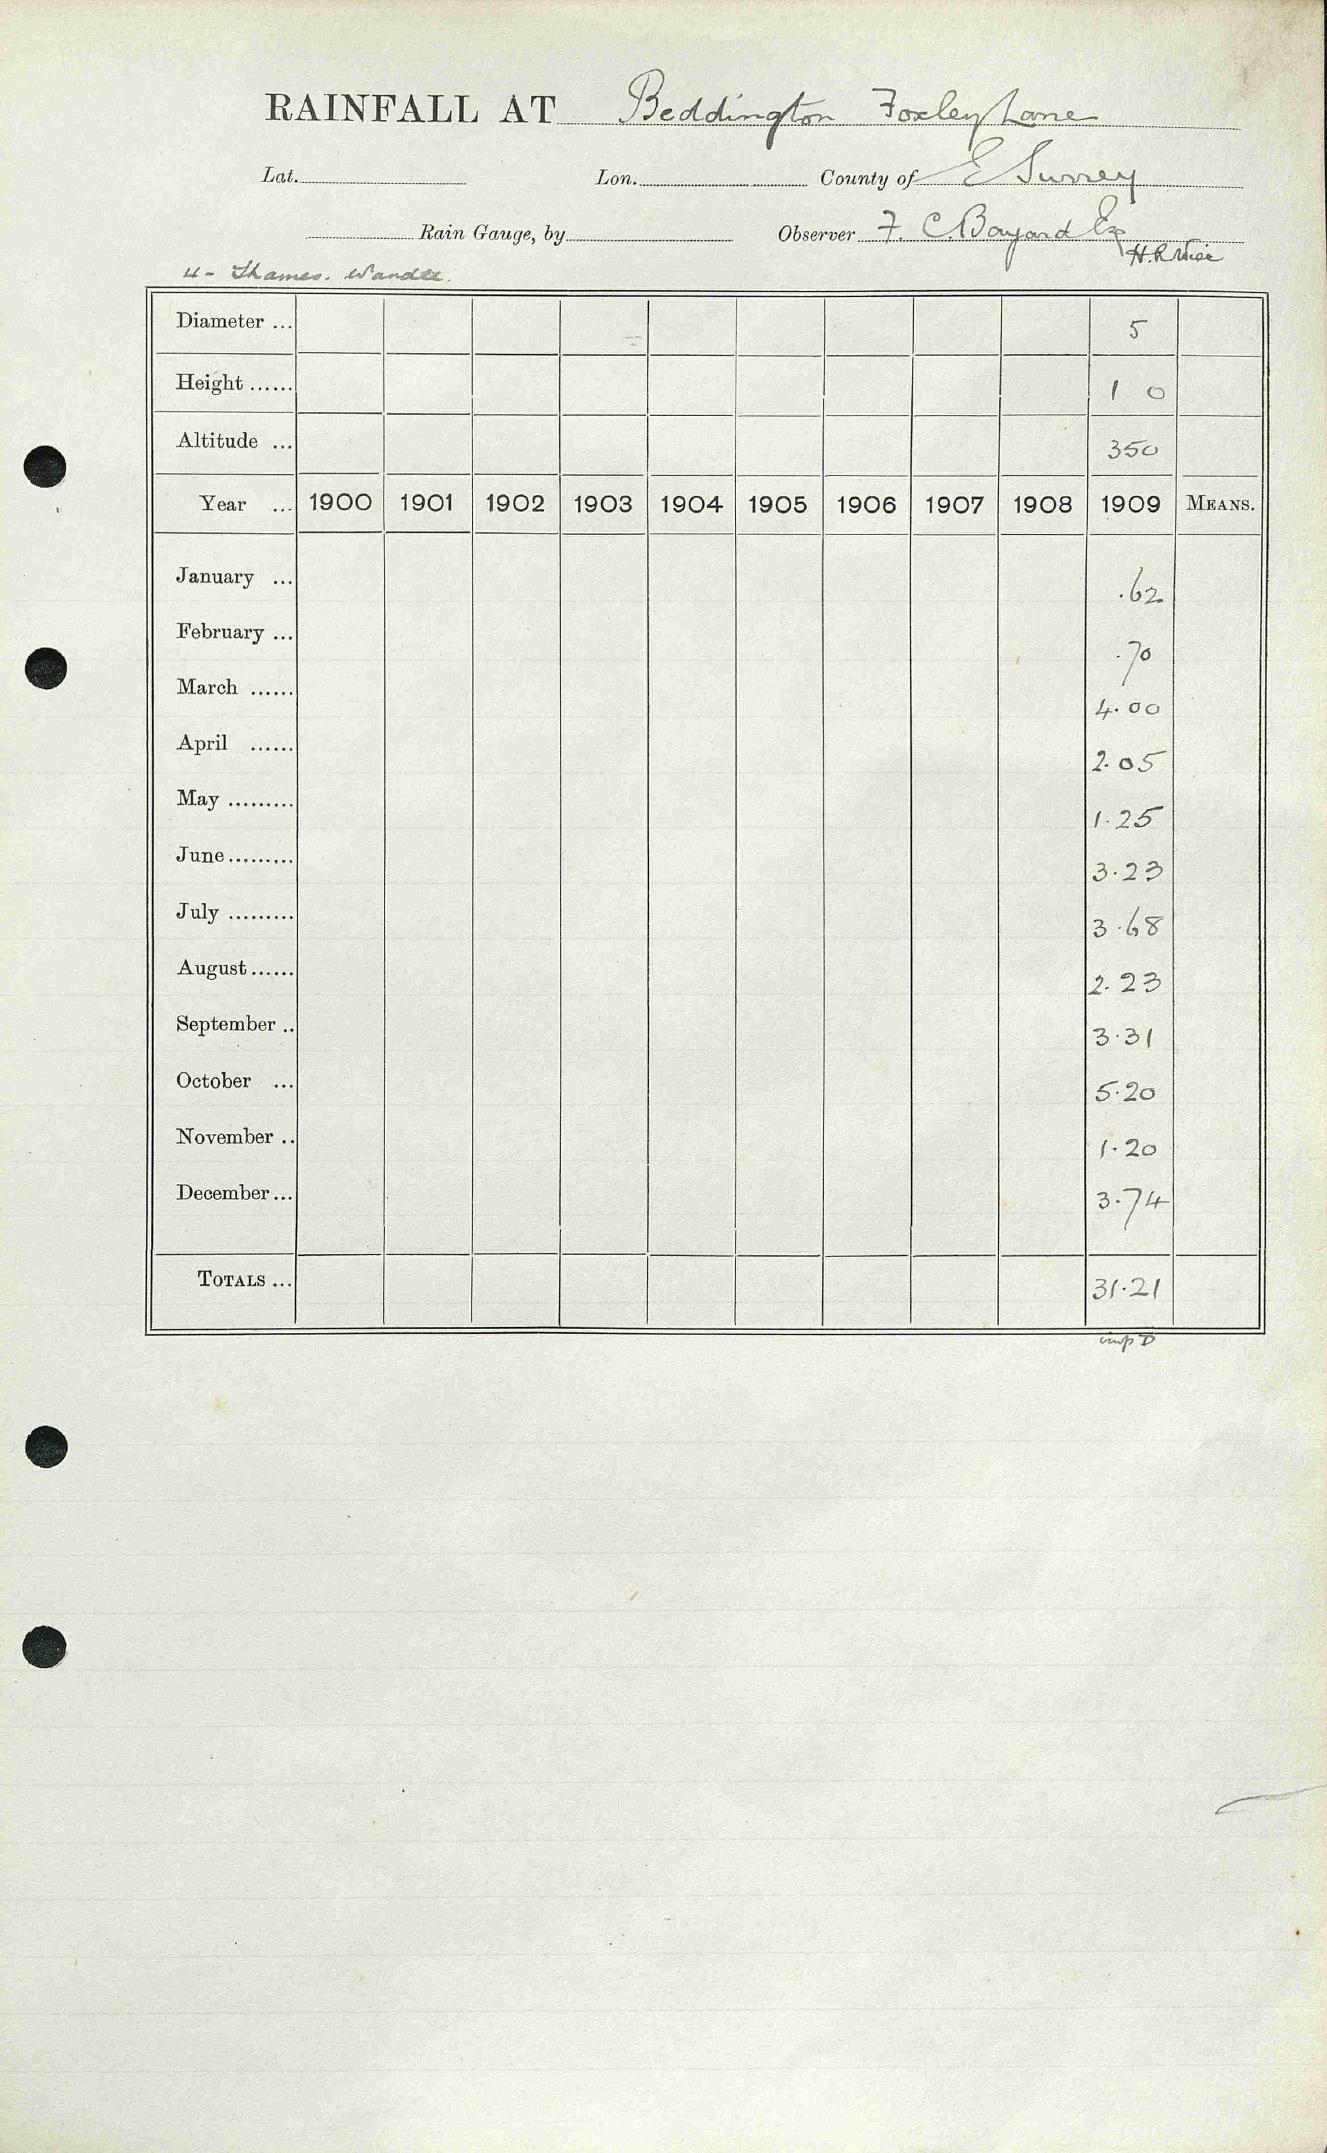 RAINFALL AT Beddington Foxley Lane
Lat. Lon. County of E Surrey
Rain Gauge, by Observer F. C. Bayard Esq
H.R Wise
4 - Thames. Wandle.
Diameter ... 5
Height ...... 1 0
Altitude ... 350
Year ... 1900 1901 1902 1903 1904 1905 1906 1907 1908 1909 MEANS.
January ... .62
February ... .70
March ...... 4.00
April ...... 2.05
May ......... 1.25
June ......... 3.23
July ......... 3.68
August ...... 2.23
September .. 3.31
October ... 5.20
November .. 1.20
December ... 3.74
TOTALS ... 31.21